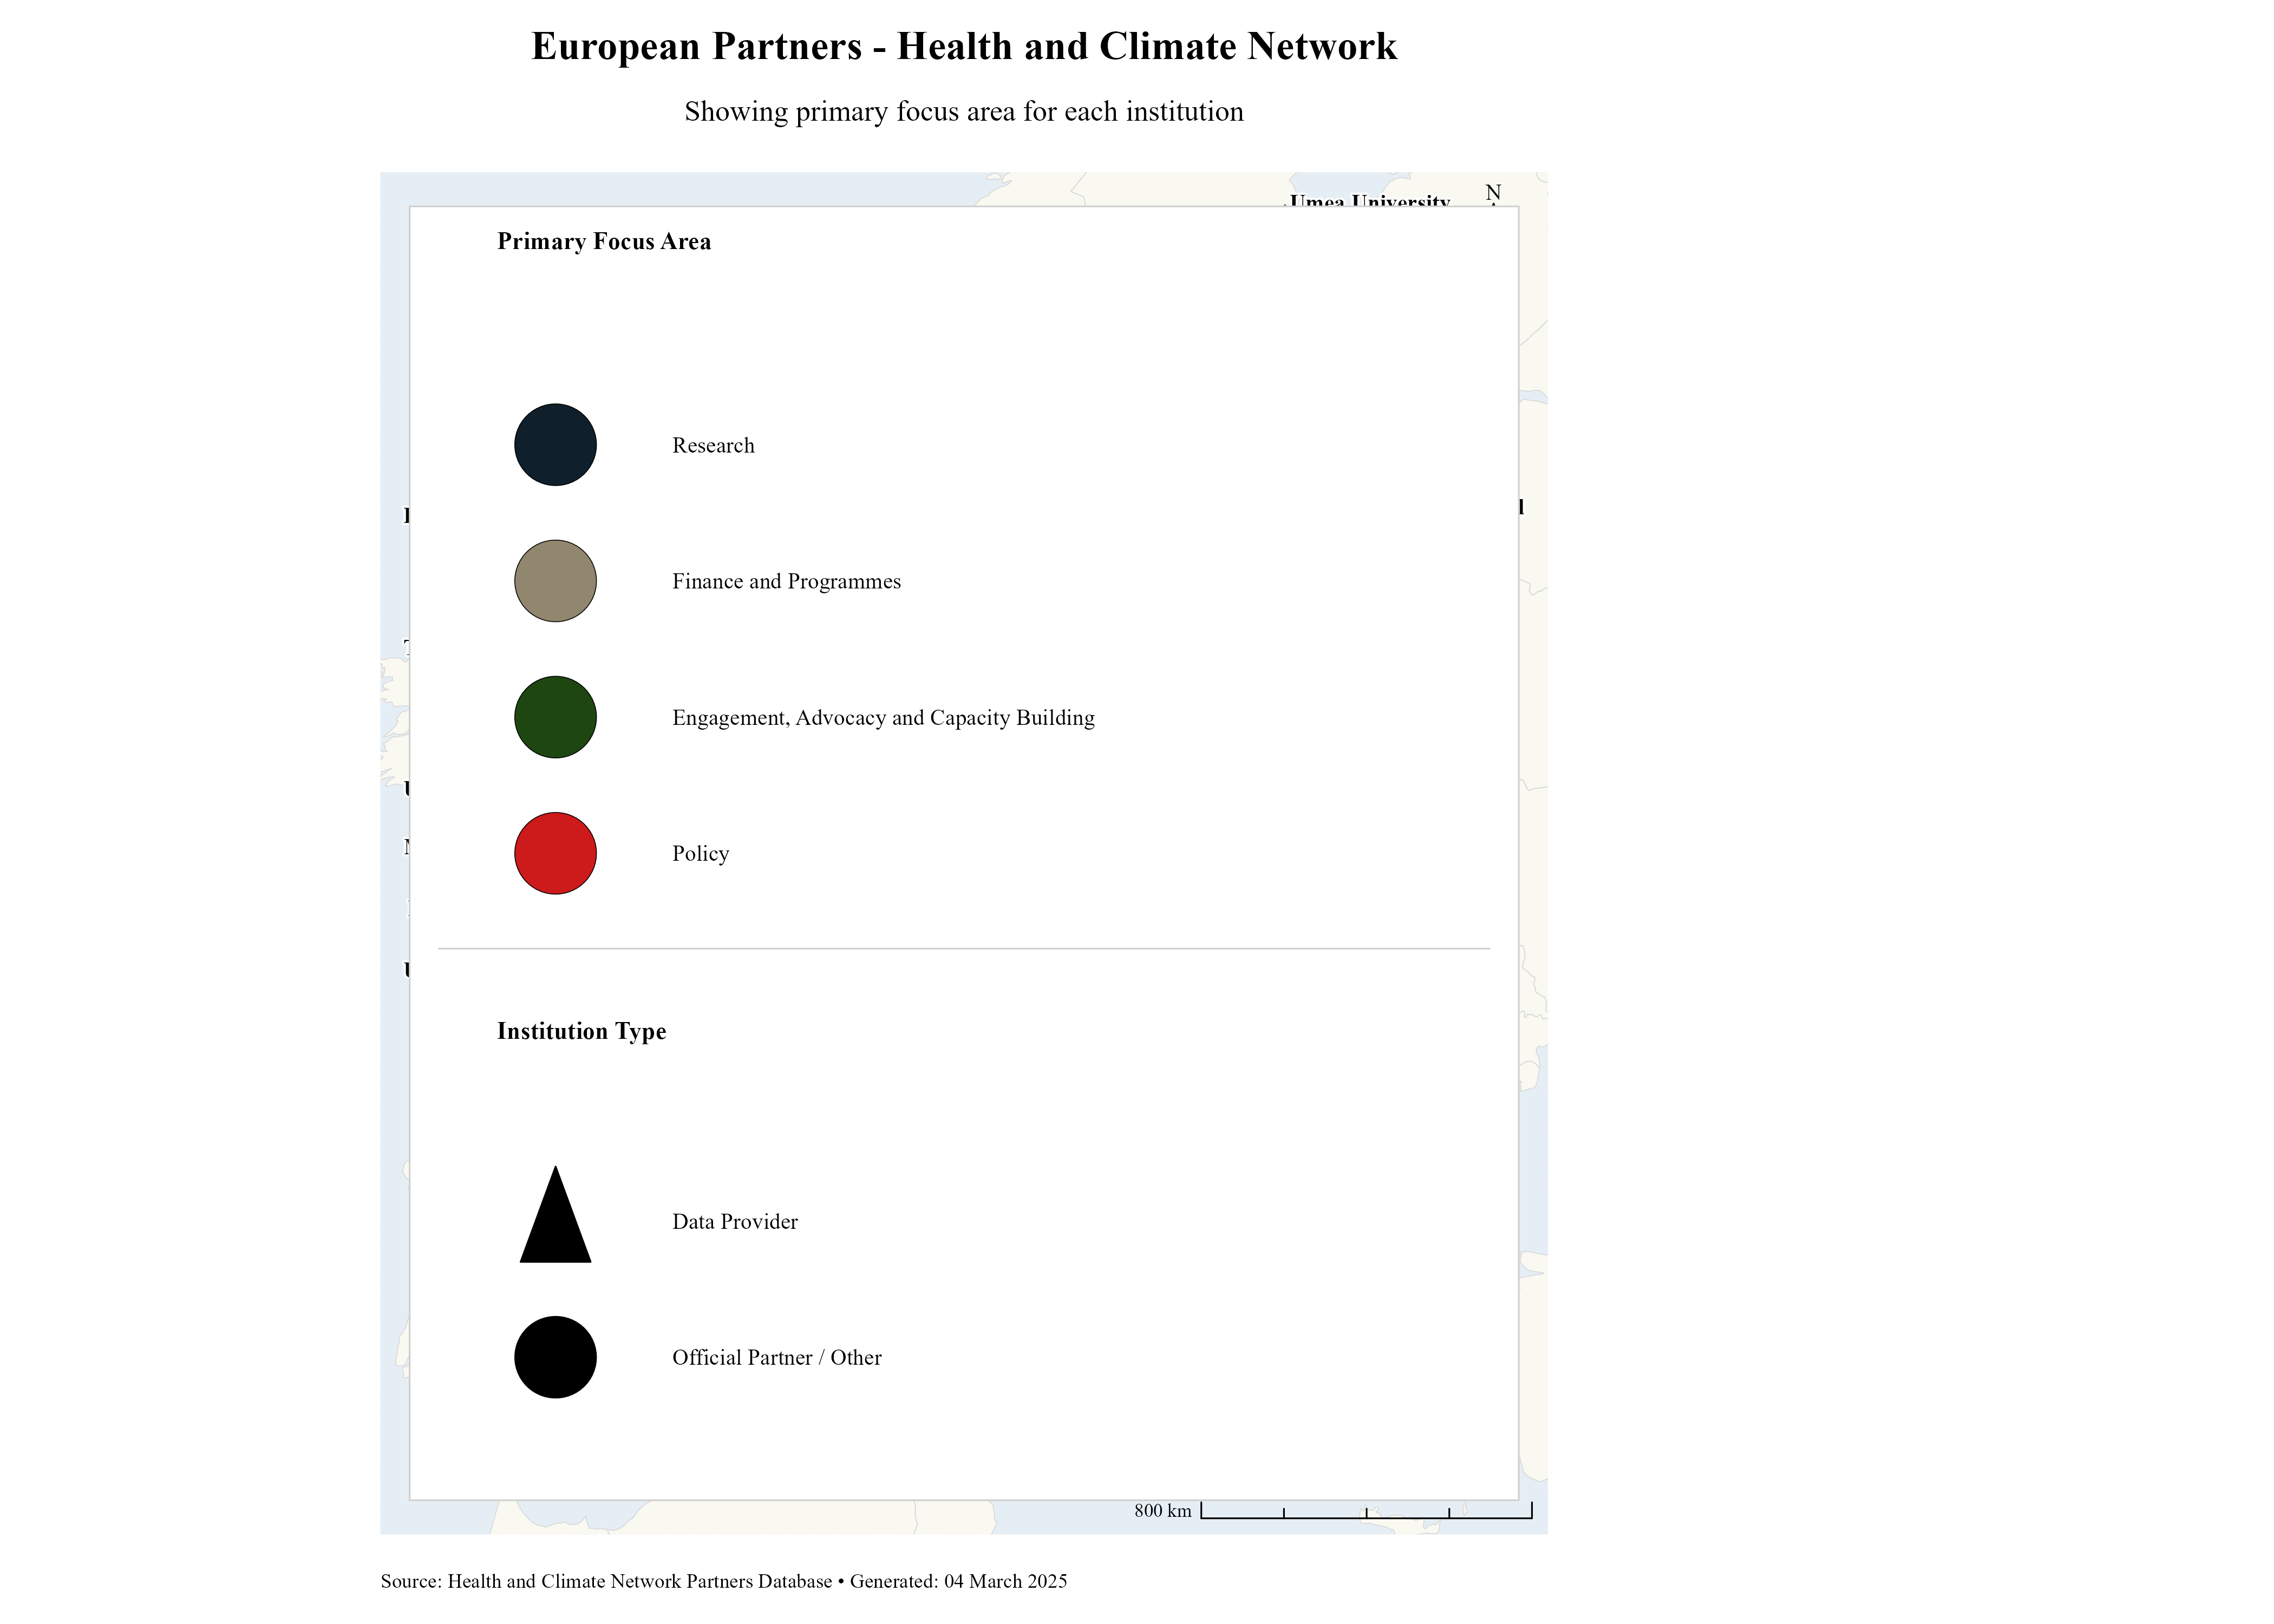 European Partners - Health and Climate Network
Showing primary focus area for each institution
Umea University
N
Primary Focus Area
Research
Finance and Programmes
Engagement, Advocacy and Capacity Building
Policy
Institution Type
Data Provider
Official Partner / Other
800 km
Source: Health and Climate Network Partners Database • Generated: 04 March 2025